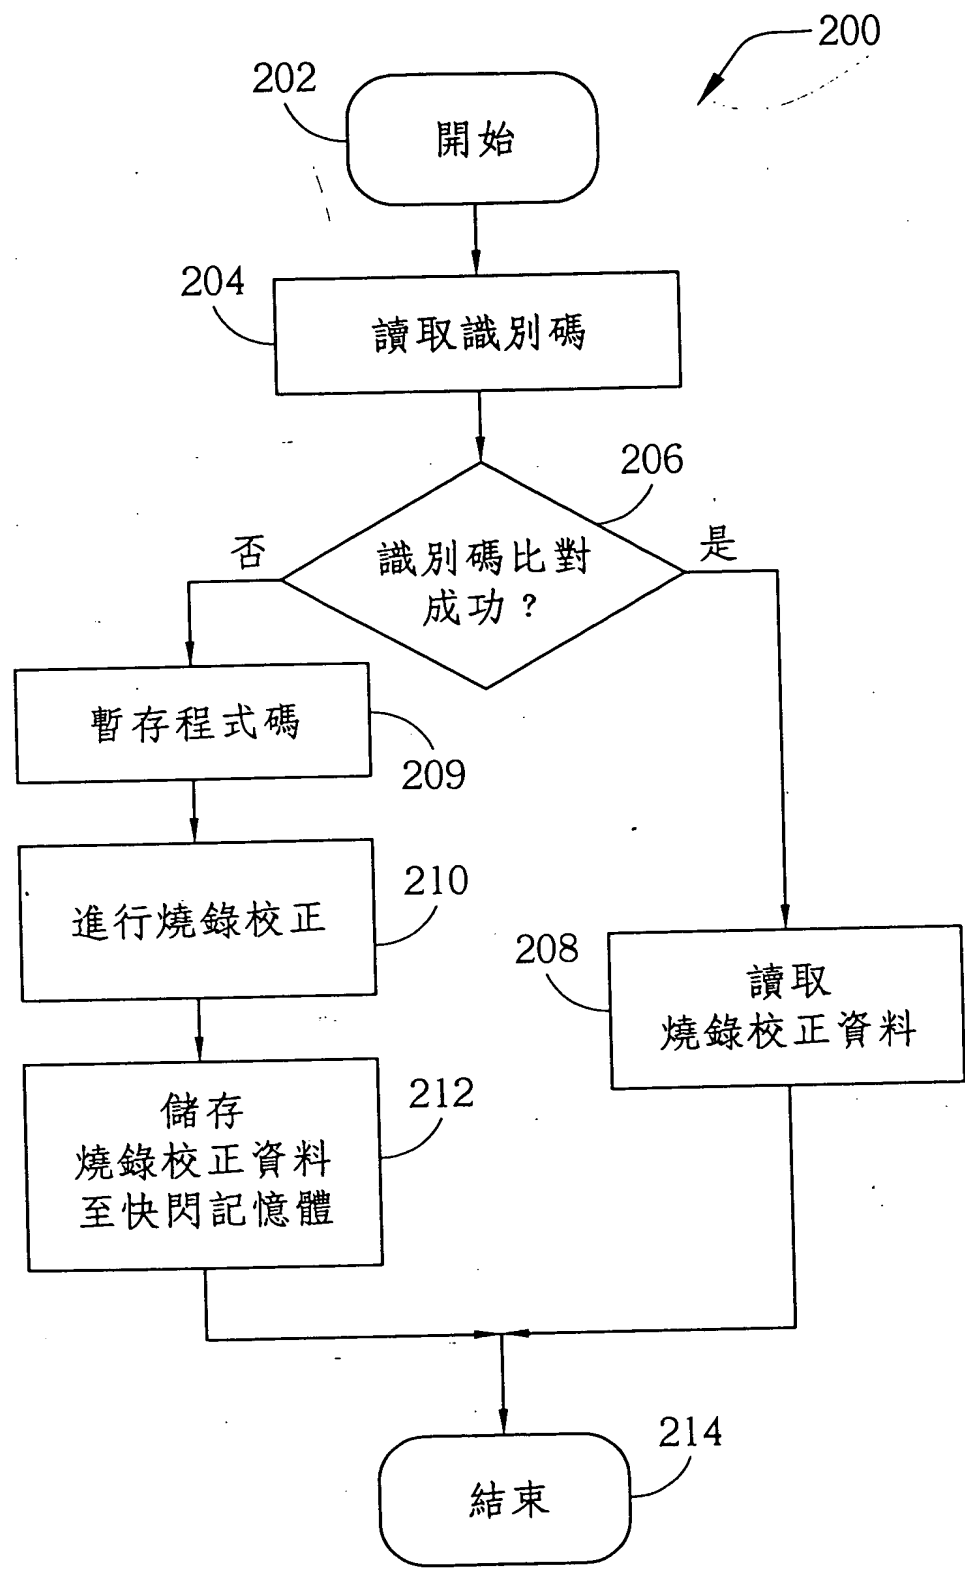 200
202
開始
204
讀取識別碼
206
否
是
識別碼比對
成功？
暫存程式碼
209
進行燒錄校正
210
208
讀取
燒錄校正資料
儲存
燒錄校正資料
至快閃記憶體
212
214
結束